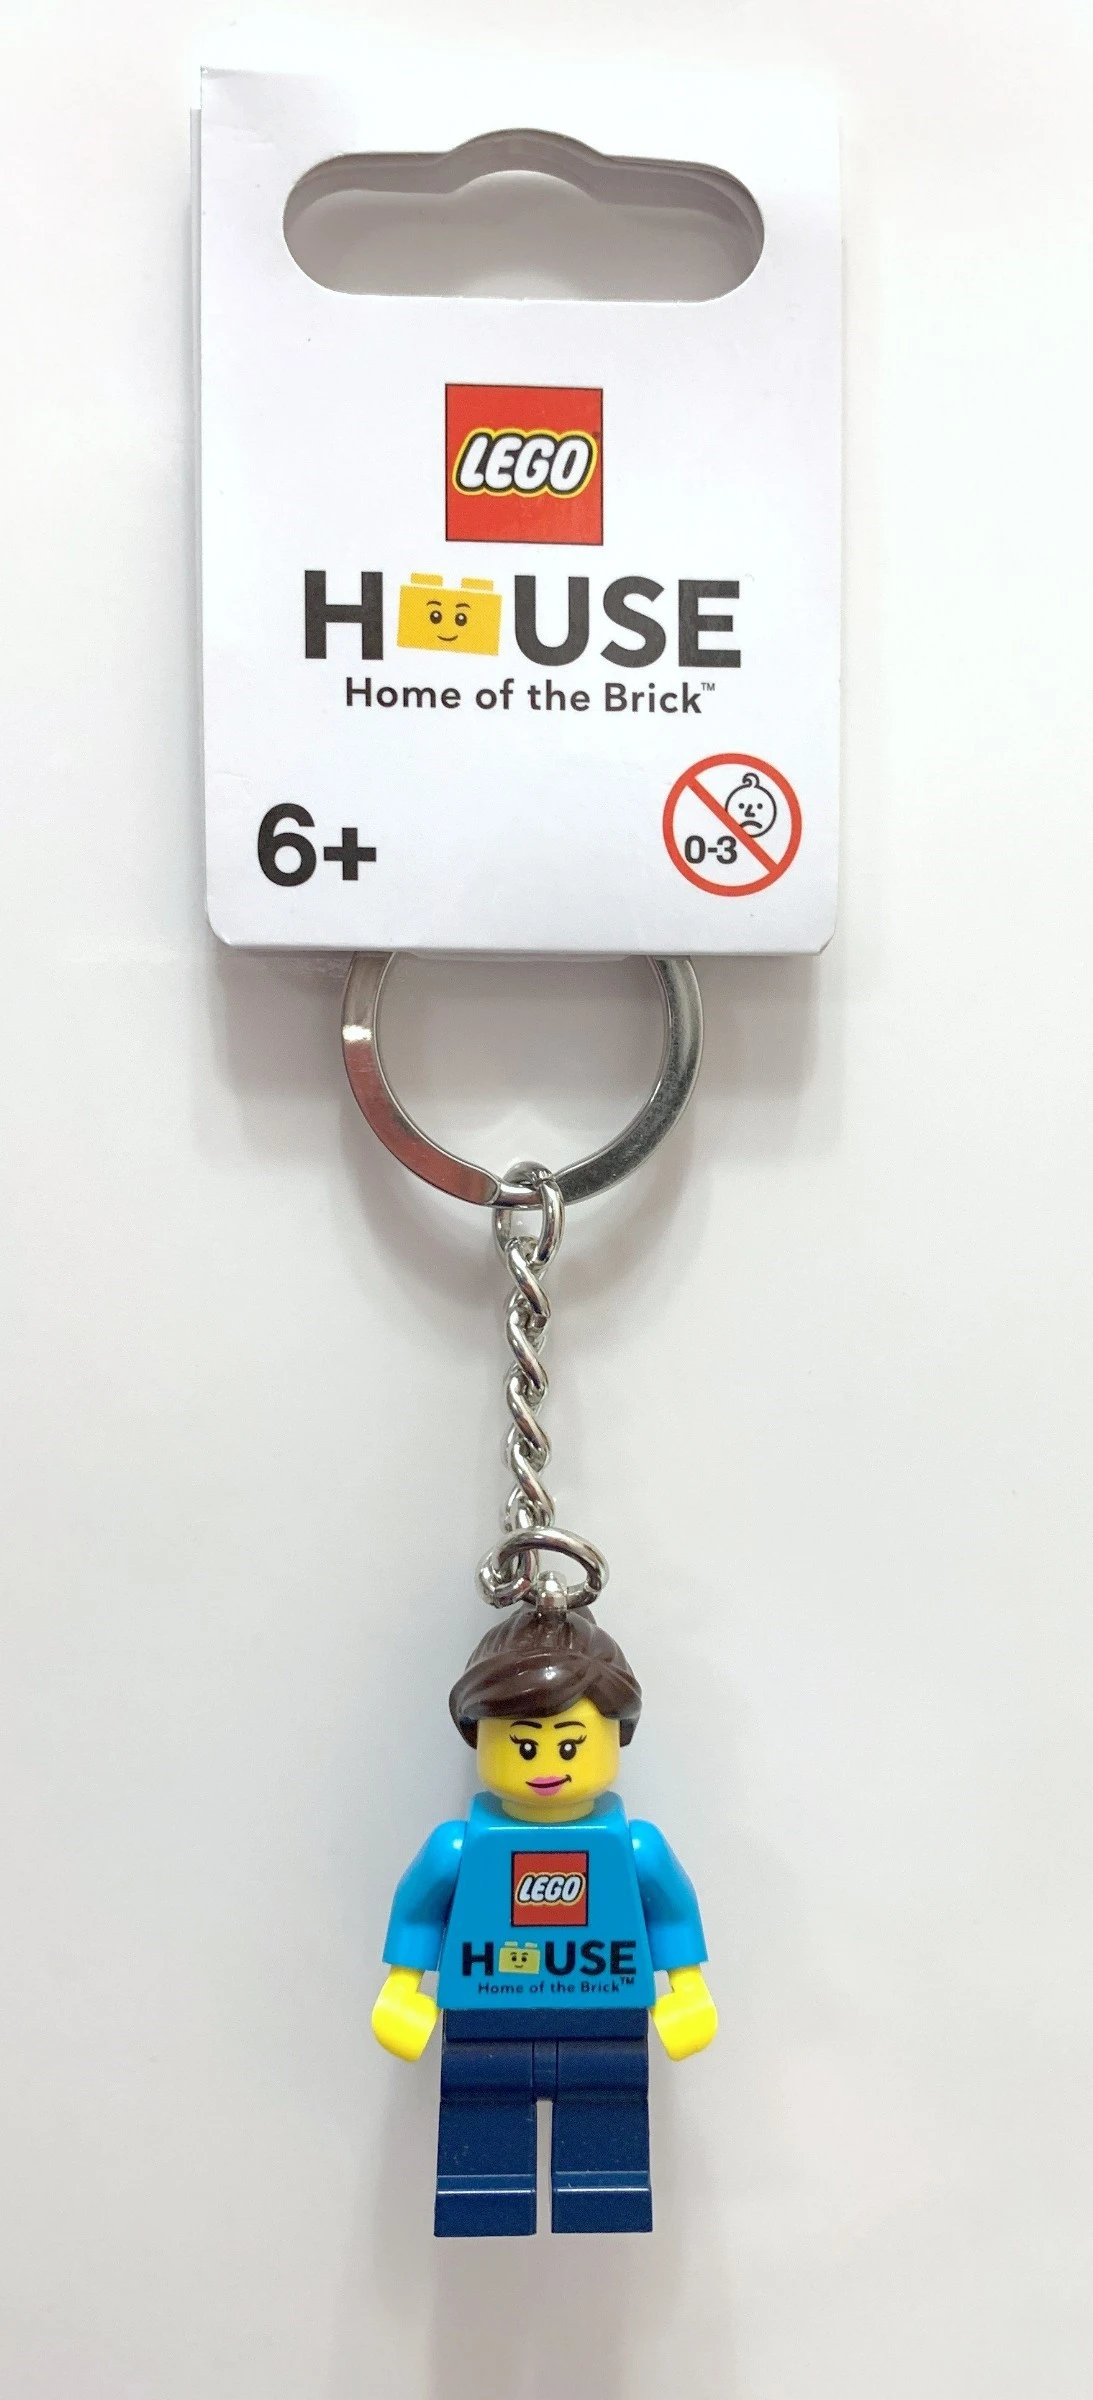 LEGO
HOUSE
Home of the Brick™
6+
0-3
LEGO
HOUSE
Home of the Brick™